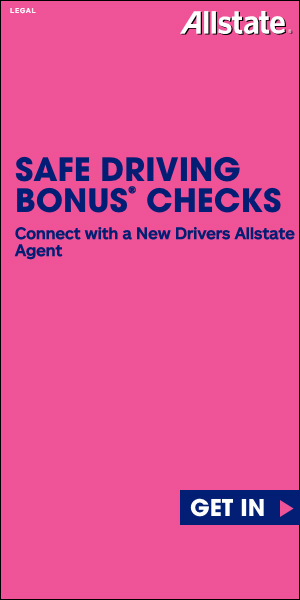 LEGAL
Allstate®
SAFE DRIVING
BONUS® CHECKS
Connect with a New Drivers Allstate
Agent
GET IN